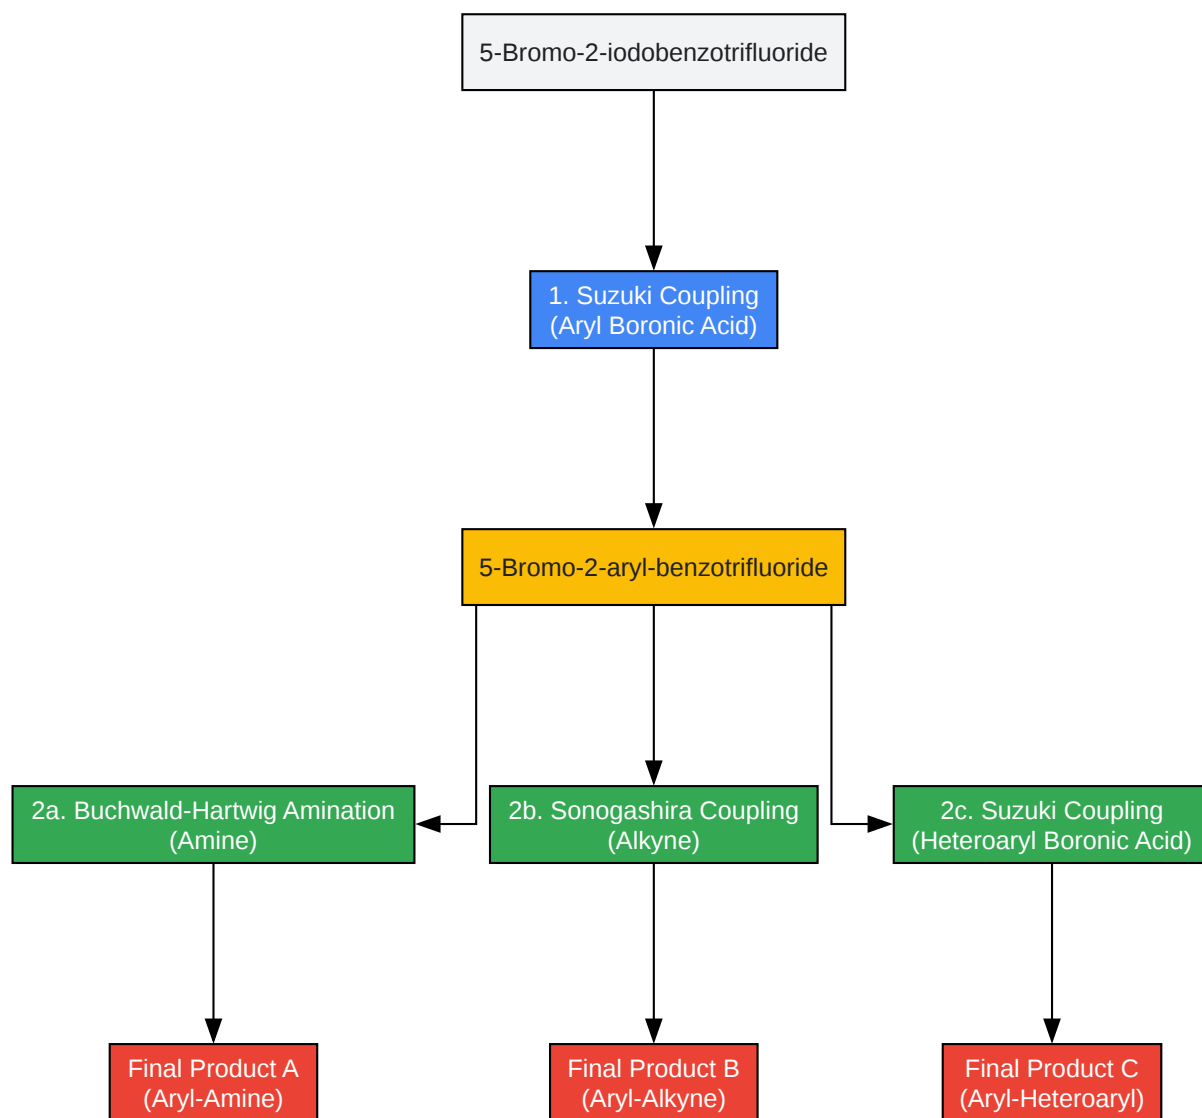 5-Bromo-2-iodobenzotrifluoride
1. Suzuki Coupling
(Aryl Boronic Acid)
5-Bromo-2-aryl-benzotrifluoride
2a. Buchwald-Hartwig Amination
(Amine)
2b. Sonogashira Coupling
(Alkyne)
2c. Suzuki Coupling
(Heteroaryl Boronic Acid)
Final Product A
(Aryl-Amine)
Final Product B
(Aryl-Alkyne)
Final Product C
(Aryl-Heteroaryl)